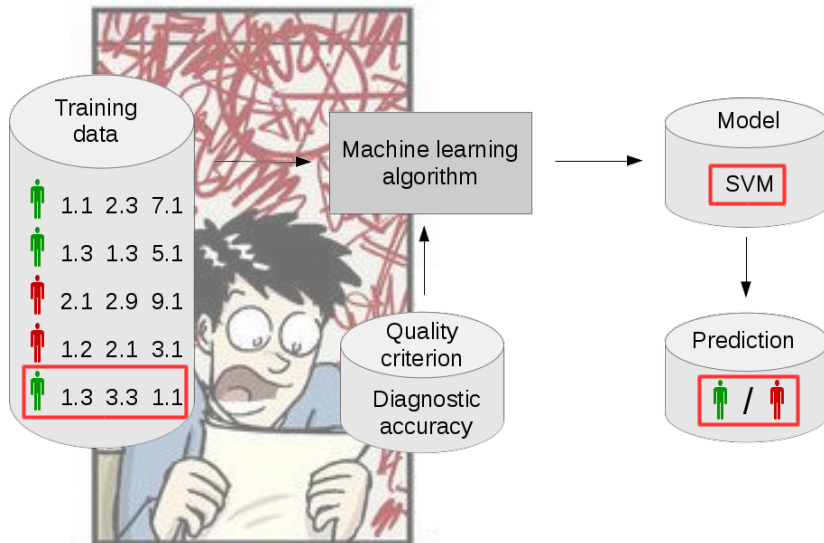 Training
data
1.1 2.3 7.1
1.3 1.3 5.1
2.1 2.9 9.1
1.2 2.1 3.1
1.3 3.3 1.1
Machine learning
algorithm
Quality
criterion
Diagnostic
accuracy
Model
SVM
Prediction
/